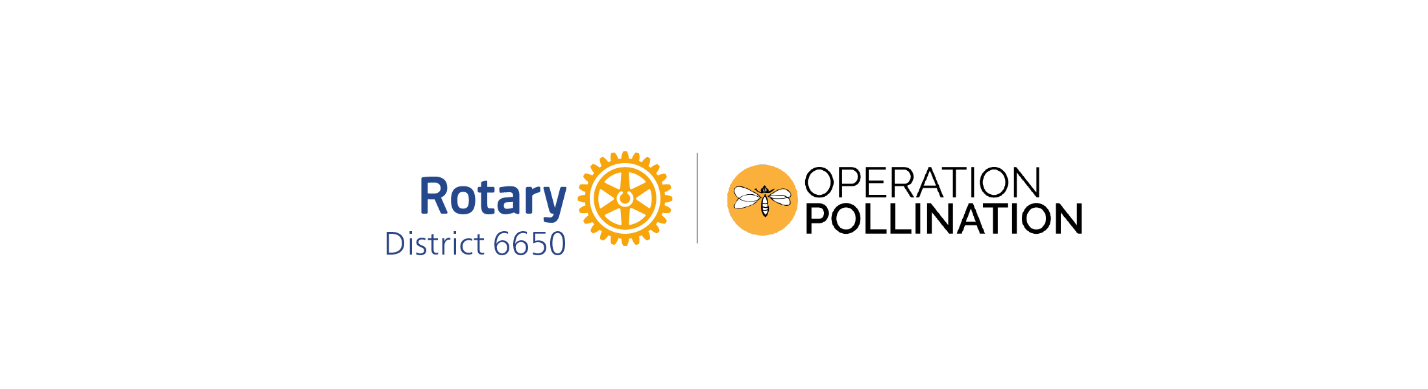 Rotary
District 6650
OPERATION
POLLINATION